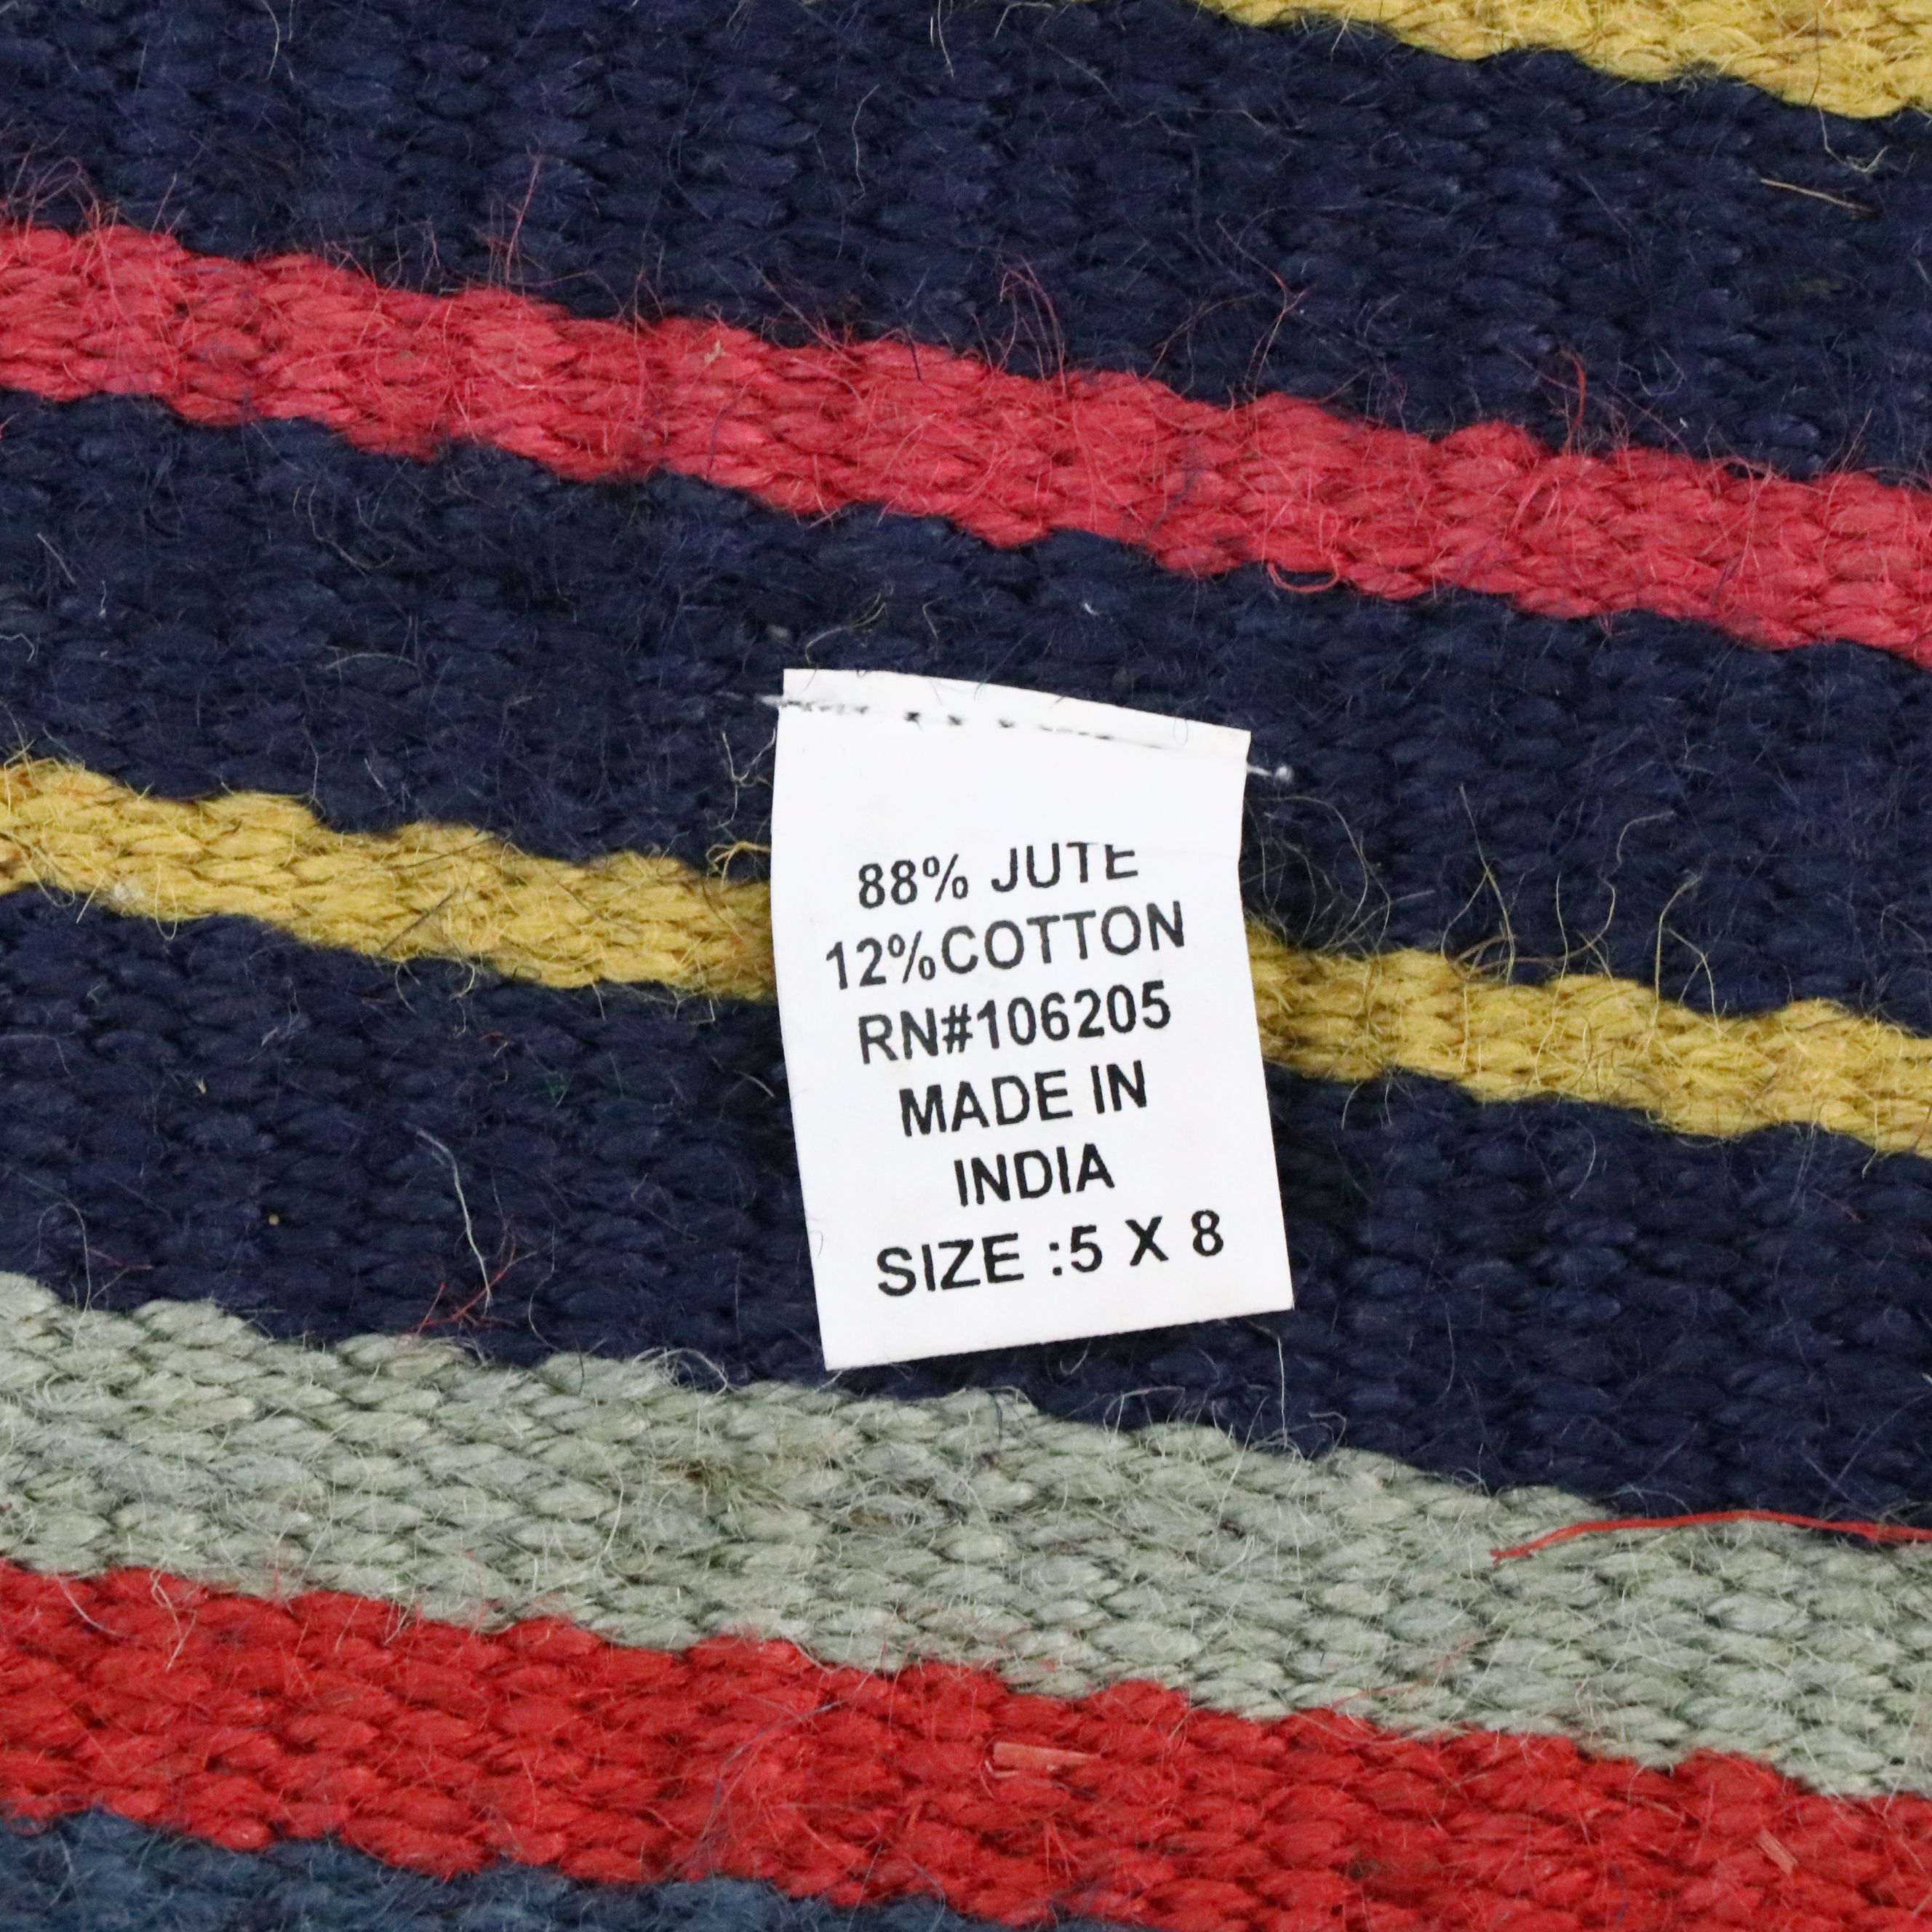 88% JUTE
12%COTTON
RN#106205
MADE IN
INDIA
SIZE :5 X 8